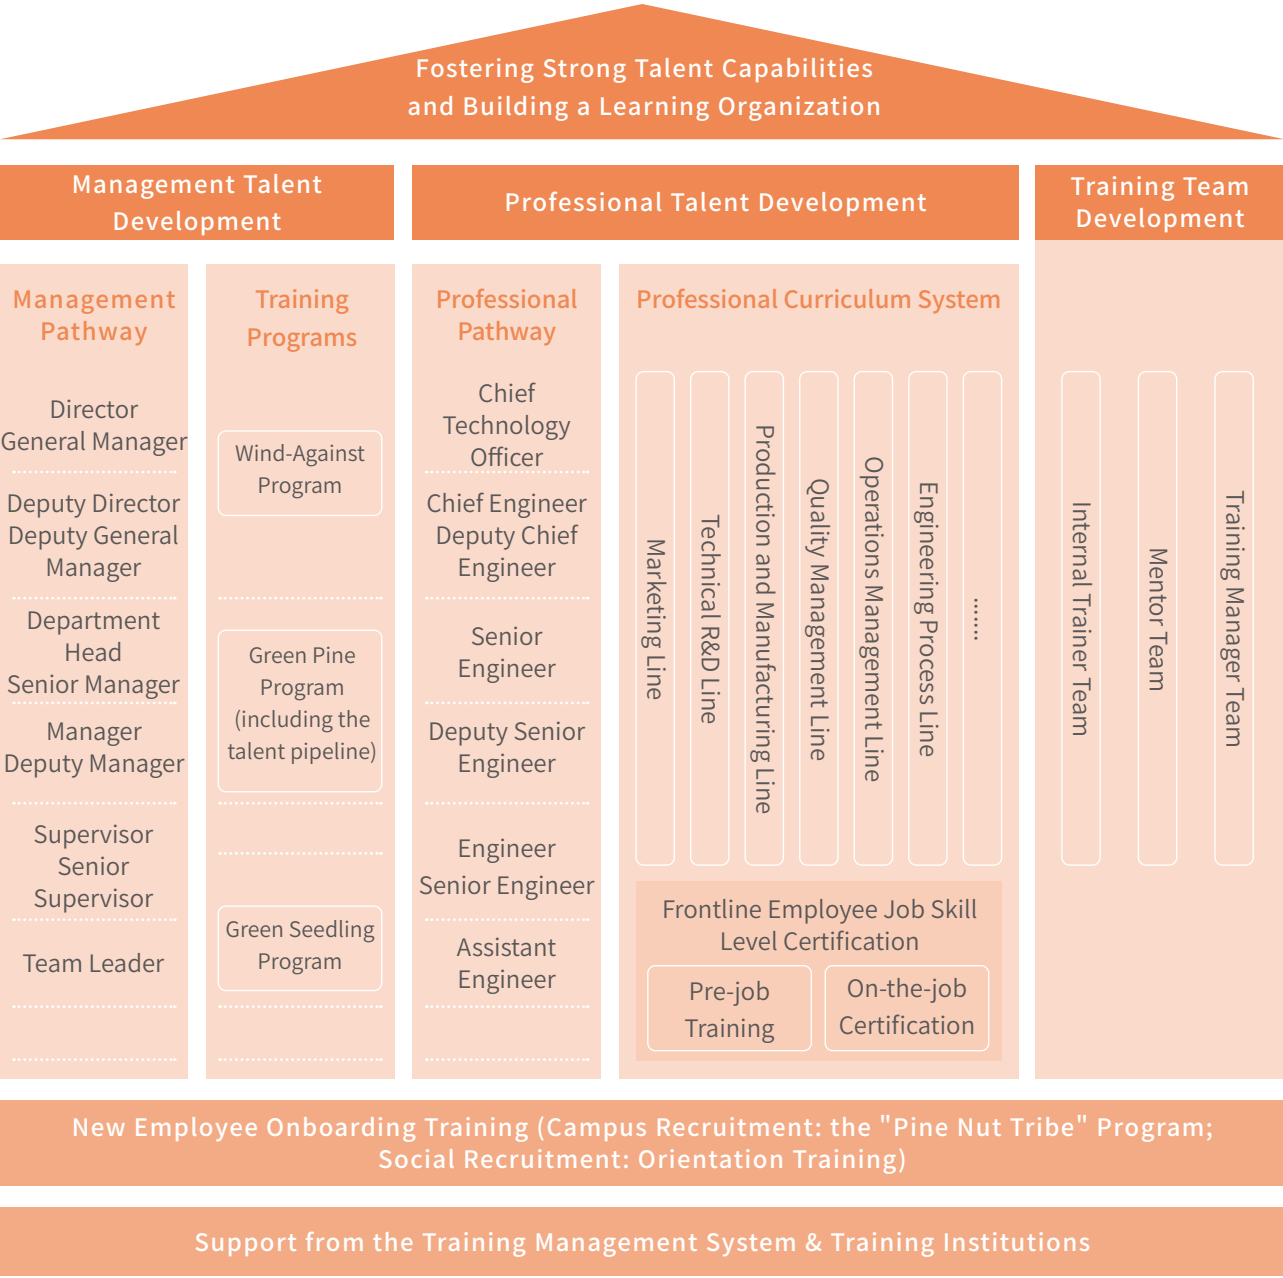 Fostering Strong Talent Capabilities
and Building a Learning Organization
Management Talent
Development
Professional Talent Development
Training Team
Development
Management
Pathway
Director
General Manager
Deputy Director
Deputy General
Manager
Department
Head
Senior Manager
Manager
Deputy Manager
Supervisor
Senior
Supervisor
Team Leader
Training
Programs
Wind-Against
Program
Green Pine
Program
(including the
talent pipeline)
Green Seedling
Program
Professional
Pathway
Chief
Technology
Officer
Chief Engineer
Deputy Chief
Engineer
Senior
Engineer
Deputy Senior
Engineer
Engineer
Senior Engineer
Assistant
Engineer
Professional Curriculum System
Marketing Line
Technical R&D Line
Production and Manufacturing Line
Quality Management Line
Operations Management Line
Engineering Process Line
.......
Frontline Employee Job Skill
Level Certification
Pre-job
Training
On-the-job
Certification
Internal Trainer Team
Mentor Team
Training Manager Team
New Employee Onboarding Training (Campus Recruitment: the "Pine Nut Tribe" Program;
Social Recruitment: Orientation Training)
Support from the Training Management System & Training Institutions